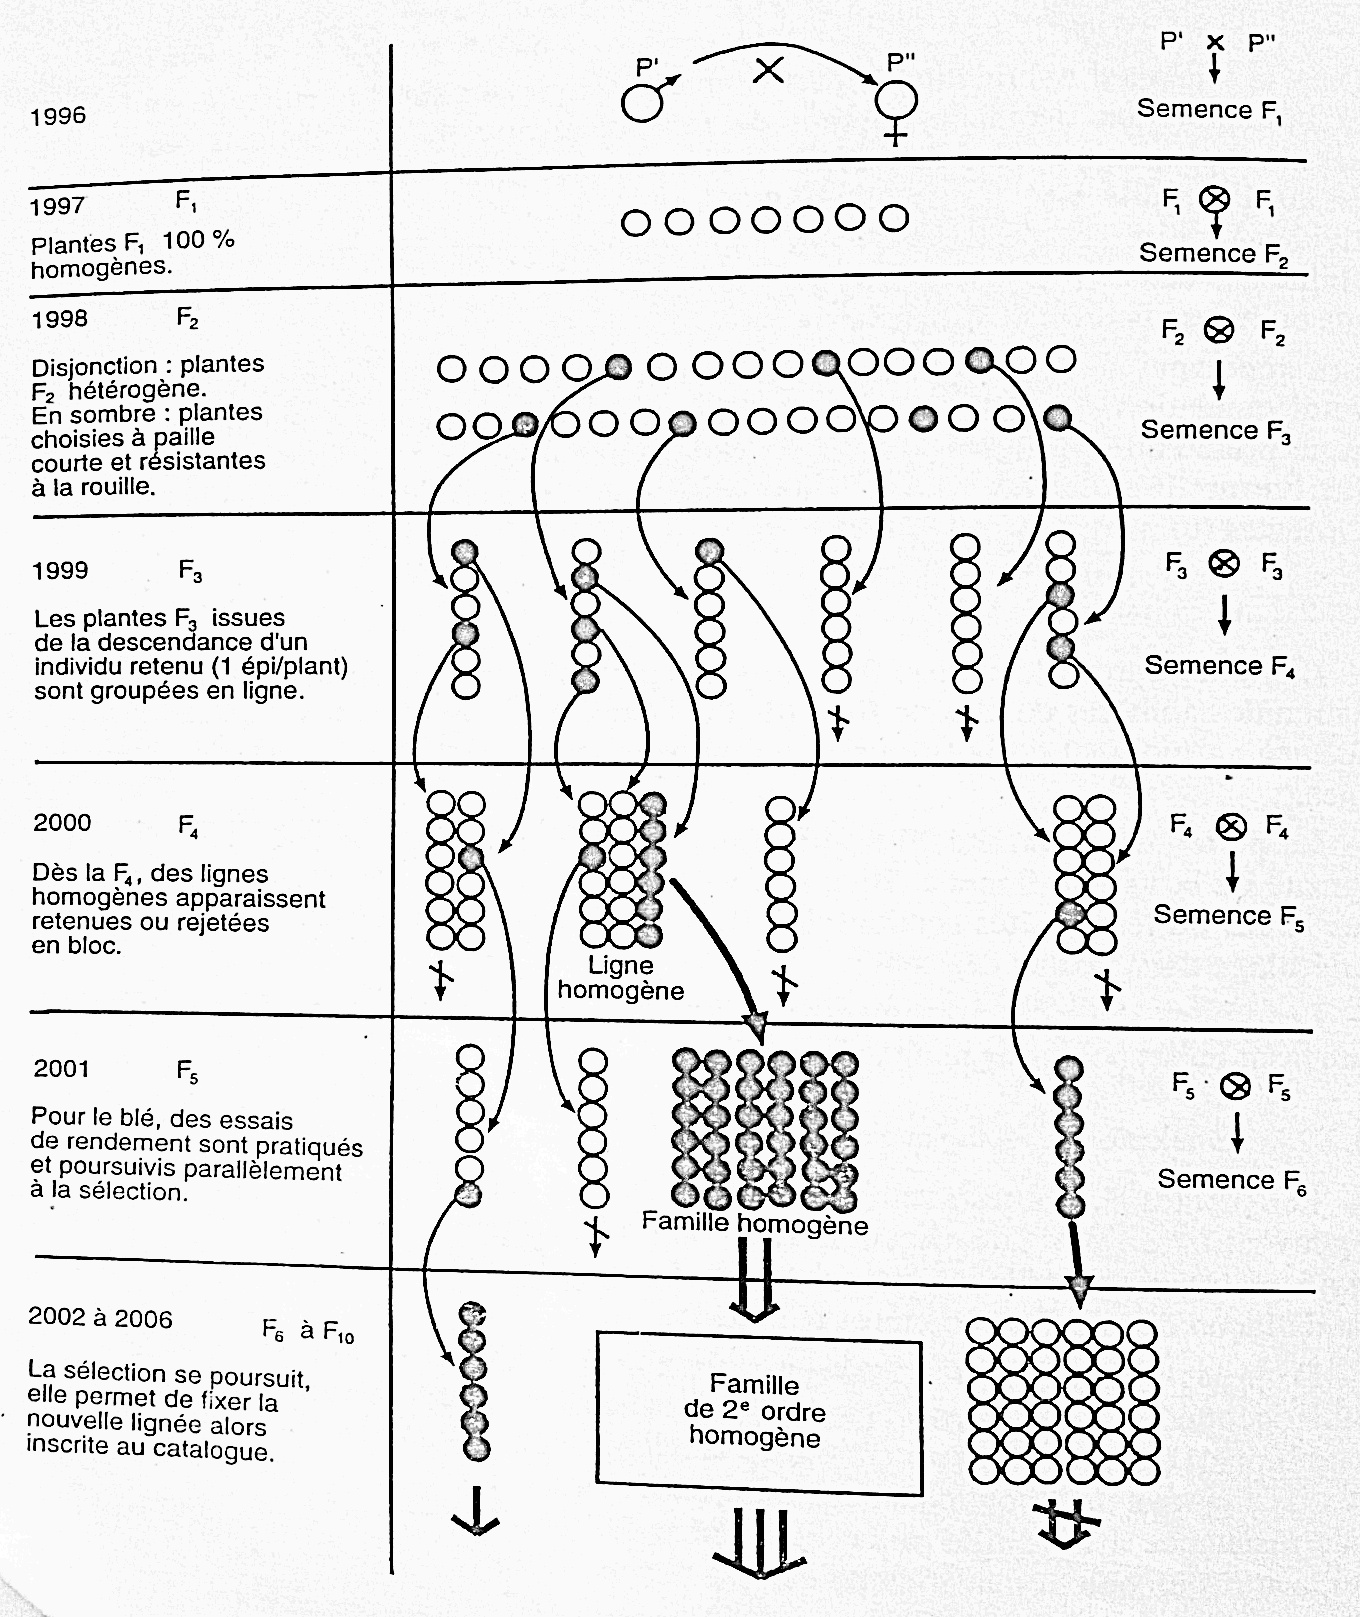 P' × P"
P' P"
1996
Semence F₁
1997 F₁
F₁ ⊗ F₁
Plantes F₁ 100 %
homogènes.
Semence F₂
1998 F₂
F₂ ⊗ F₂
Disjonction : plantes
F₂ hétérogène.
En sombre : plantes
choisies à paille
courte et résistantes
à la rouille.
Semence F₃
1999 F₃
F₃ ⊗ F₃
Les plantes F₃ issues
de la descendance d'un
individu retenu (1 épi/plant)
sont groupées en ligne.
Semence F₄
2000 F₄
F₄ ⊗ F₄
Dès la F₄, des lignes
homogènes apparaissent
retenues ou rejetées
en bloc.
Semence F₅
Ligne
homogène
2001 F₅
F₅ ⊗ F₅
Pour le blé, des essais
de rendement sont pratiqués
et poursuivis parallèlement
à la sélection.
Semence F₆
Famille homogène
2002 à 2006 F₆ à F₁₀
La sélection se poursuit,
elle permet de fixer la
nouvelle lignée alors
inscrite au catalogue.
Famille
de 2ᵉ ordre
homogène